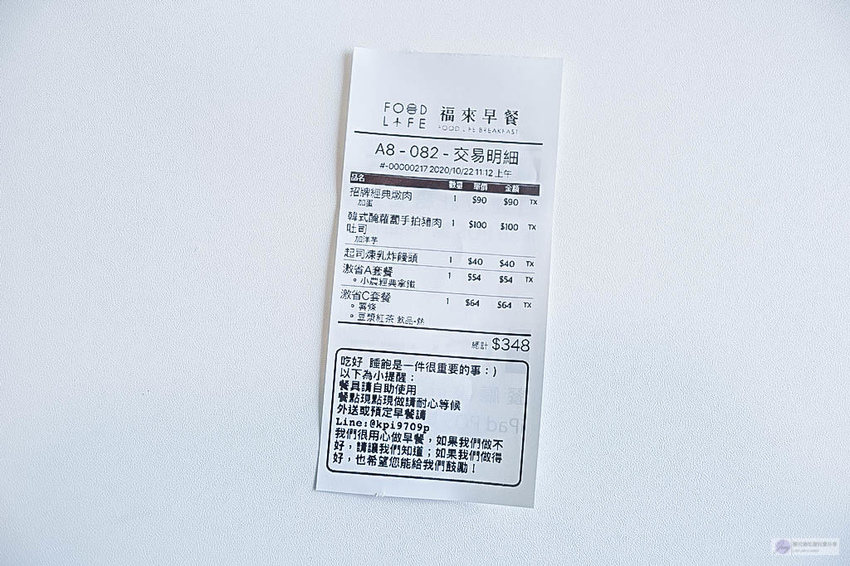 FOOD
LIFE
福來早餐
FOOD LIFE BREAKFAST
A8-082-交易明細
#-00000217 2020/10/22 11:12 上午
品名 數量 單價 金額
招牌經典燉肉 1 $90 $90 TX
加蛋
韓式醃蘿蔔手拍豬肉 1 $100 $100 TX
吐司
加洋芋
起司煉乳炸饅頭 1 $40 $40 TX
激省A套餐 1 $54 $54 TX
。小農經典拿鐵
激省C套餐 1 $64 $64 TX
。薯條
。豆漿紅茶 飲品-熱
總計 $348
吃好 睡飽是一件很重要的事:)
以下為小提醒:
餐具請自助使用
餐點現點現做請耐心等候
外送或預定早餐請
Line:@kpi9709p
我們很用心做早餐,如果我們做不
好,請讓我們知道;如果我們做得
好,也希望您能給我們鼓勵!